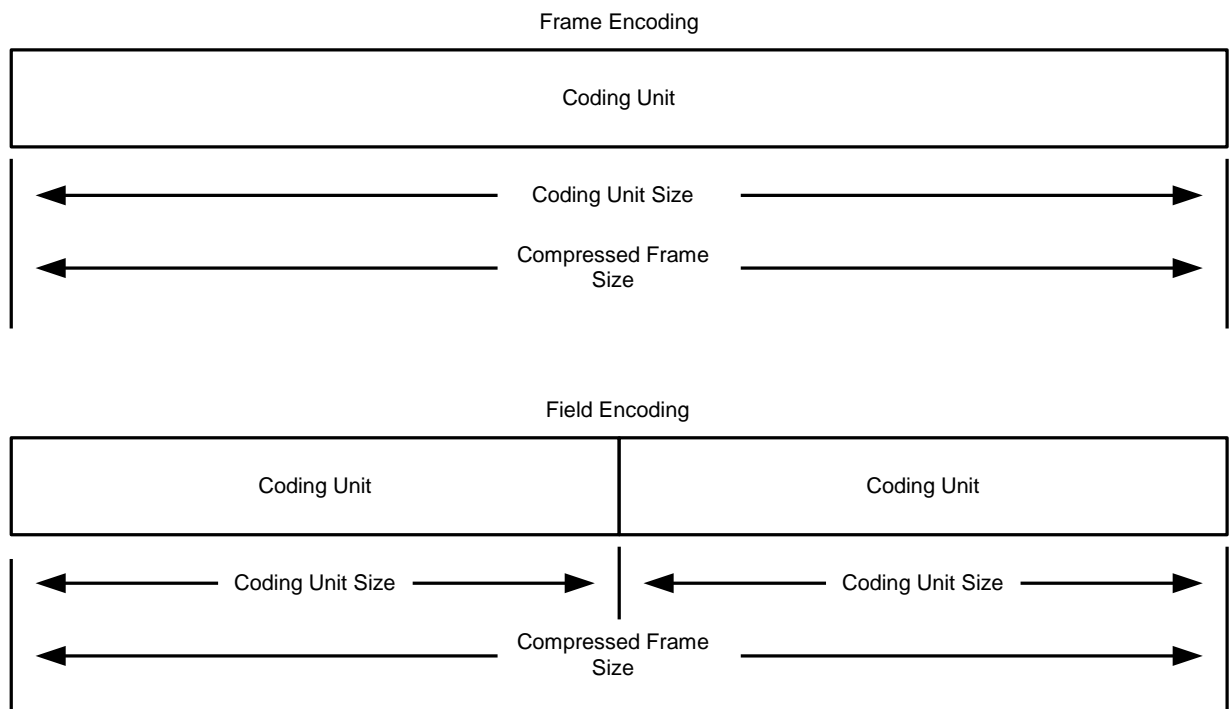 Frame Encoding
Coding Unit
Coding Unit Size
Compressed Frame
Size
Field Encoding
Coding Unit
Coding Unit
Coding Unit Size
Coding Unit Size
Compressed Frame
Size